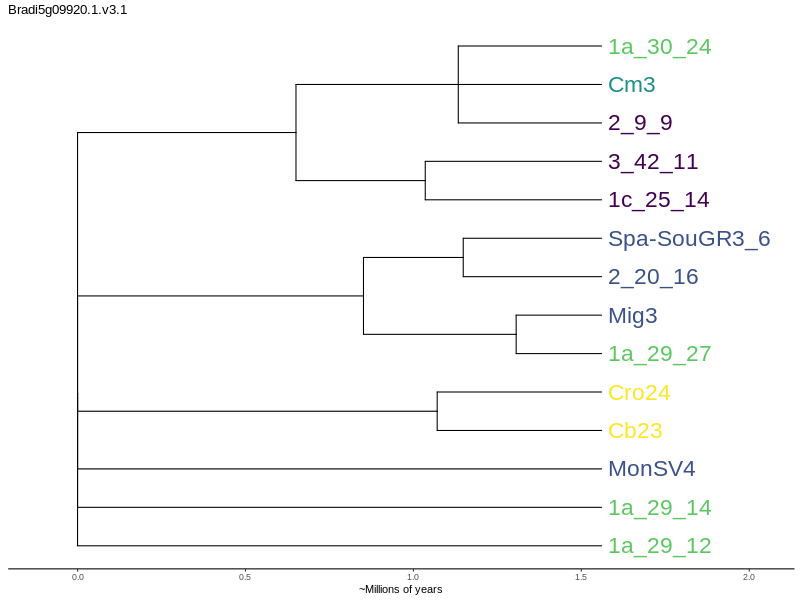 Bradi5g09920.1.v3.1
1a_30_24
Cm3
2_9_9
3_42_11
1c_25_14
Spa-SouGR3_6
2_20_16
Mig3
1a_29_27
Cro24
Cb23
MonSV4
1a_29_14
1a_29_12
0.0 0.5 1.0 1.5 2.0
~Millions of years